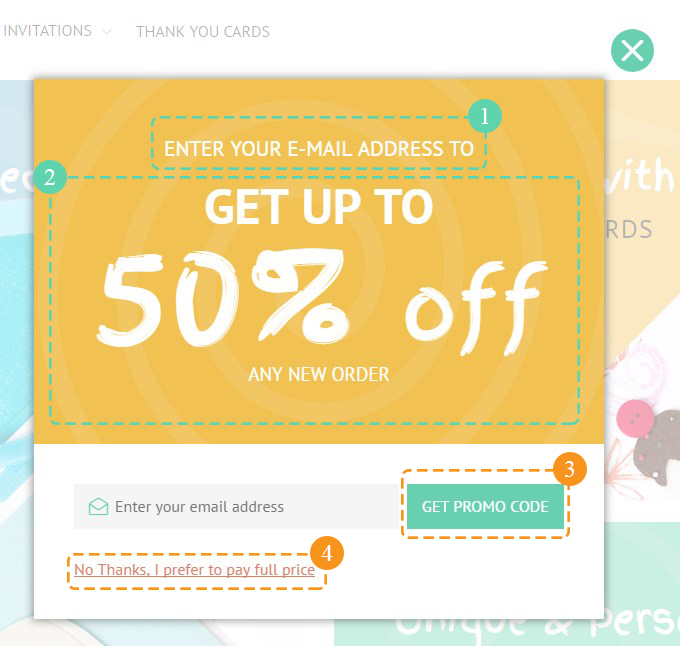 INVITATIONS
THANK YOU CARDS
1
ENTER YOUR E-MAIL ADDRESS TO
2
with
GET UP TO
RDS
50% off
ANY NEW ORDER
3
Enter your email address
GET PROMO CODE
4
No Thanks, I prefer to pay full price
Unique & Perso